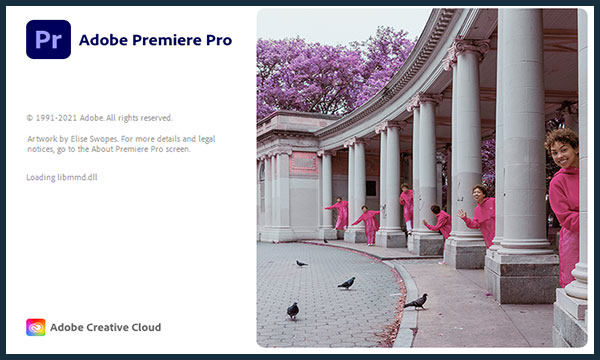 Pr Adobe Premiere Pro
© 1991-2021 Adobe. All rights reserved.
Artwork by Elise Swopes. For more details and legal
notices, go to the About Premiere Pro screen.
Loading libmmd.dll
Adobe Creative Cloud